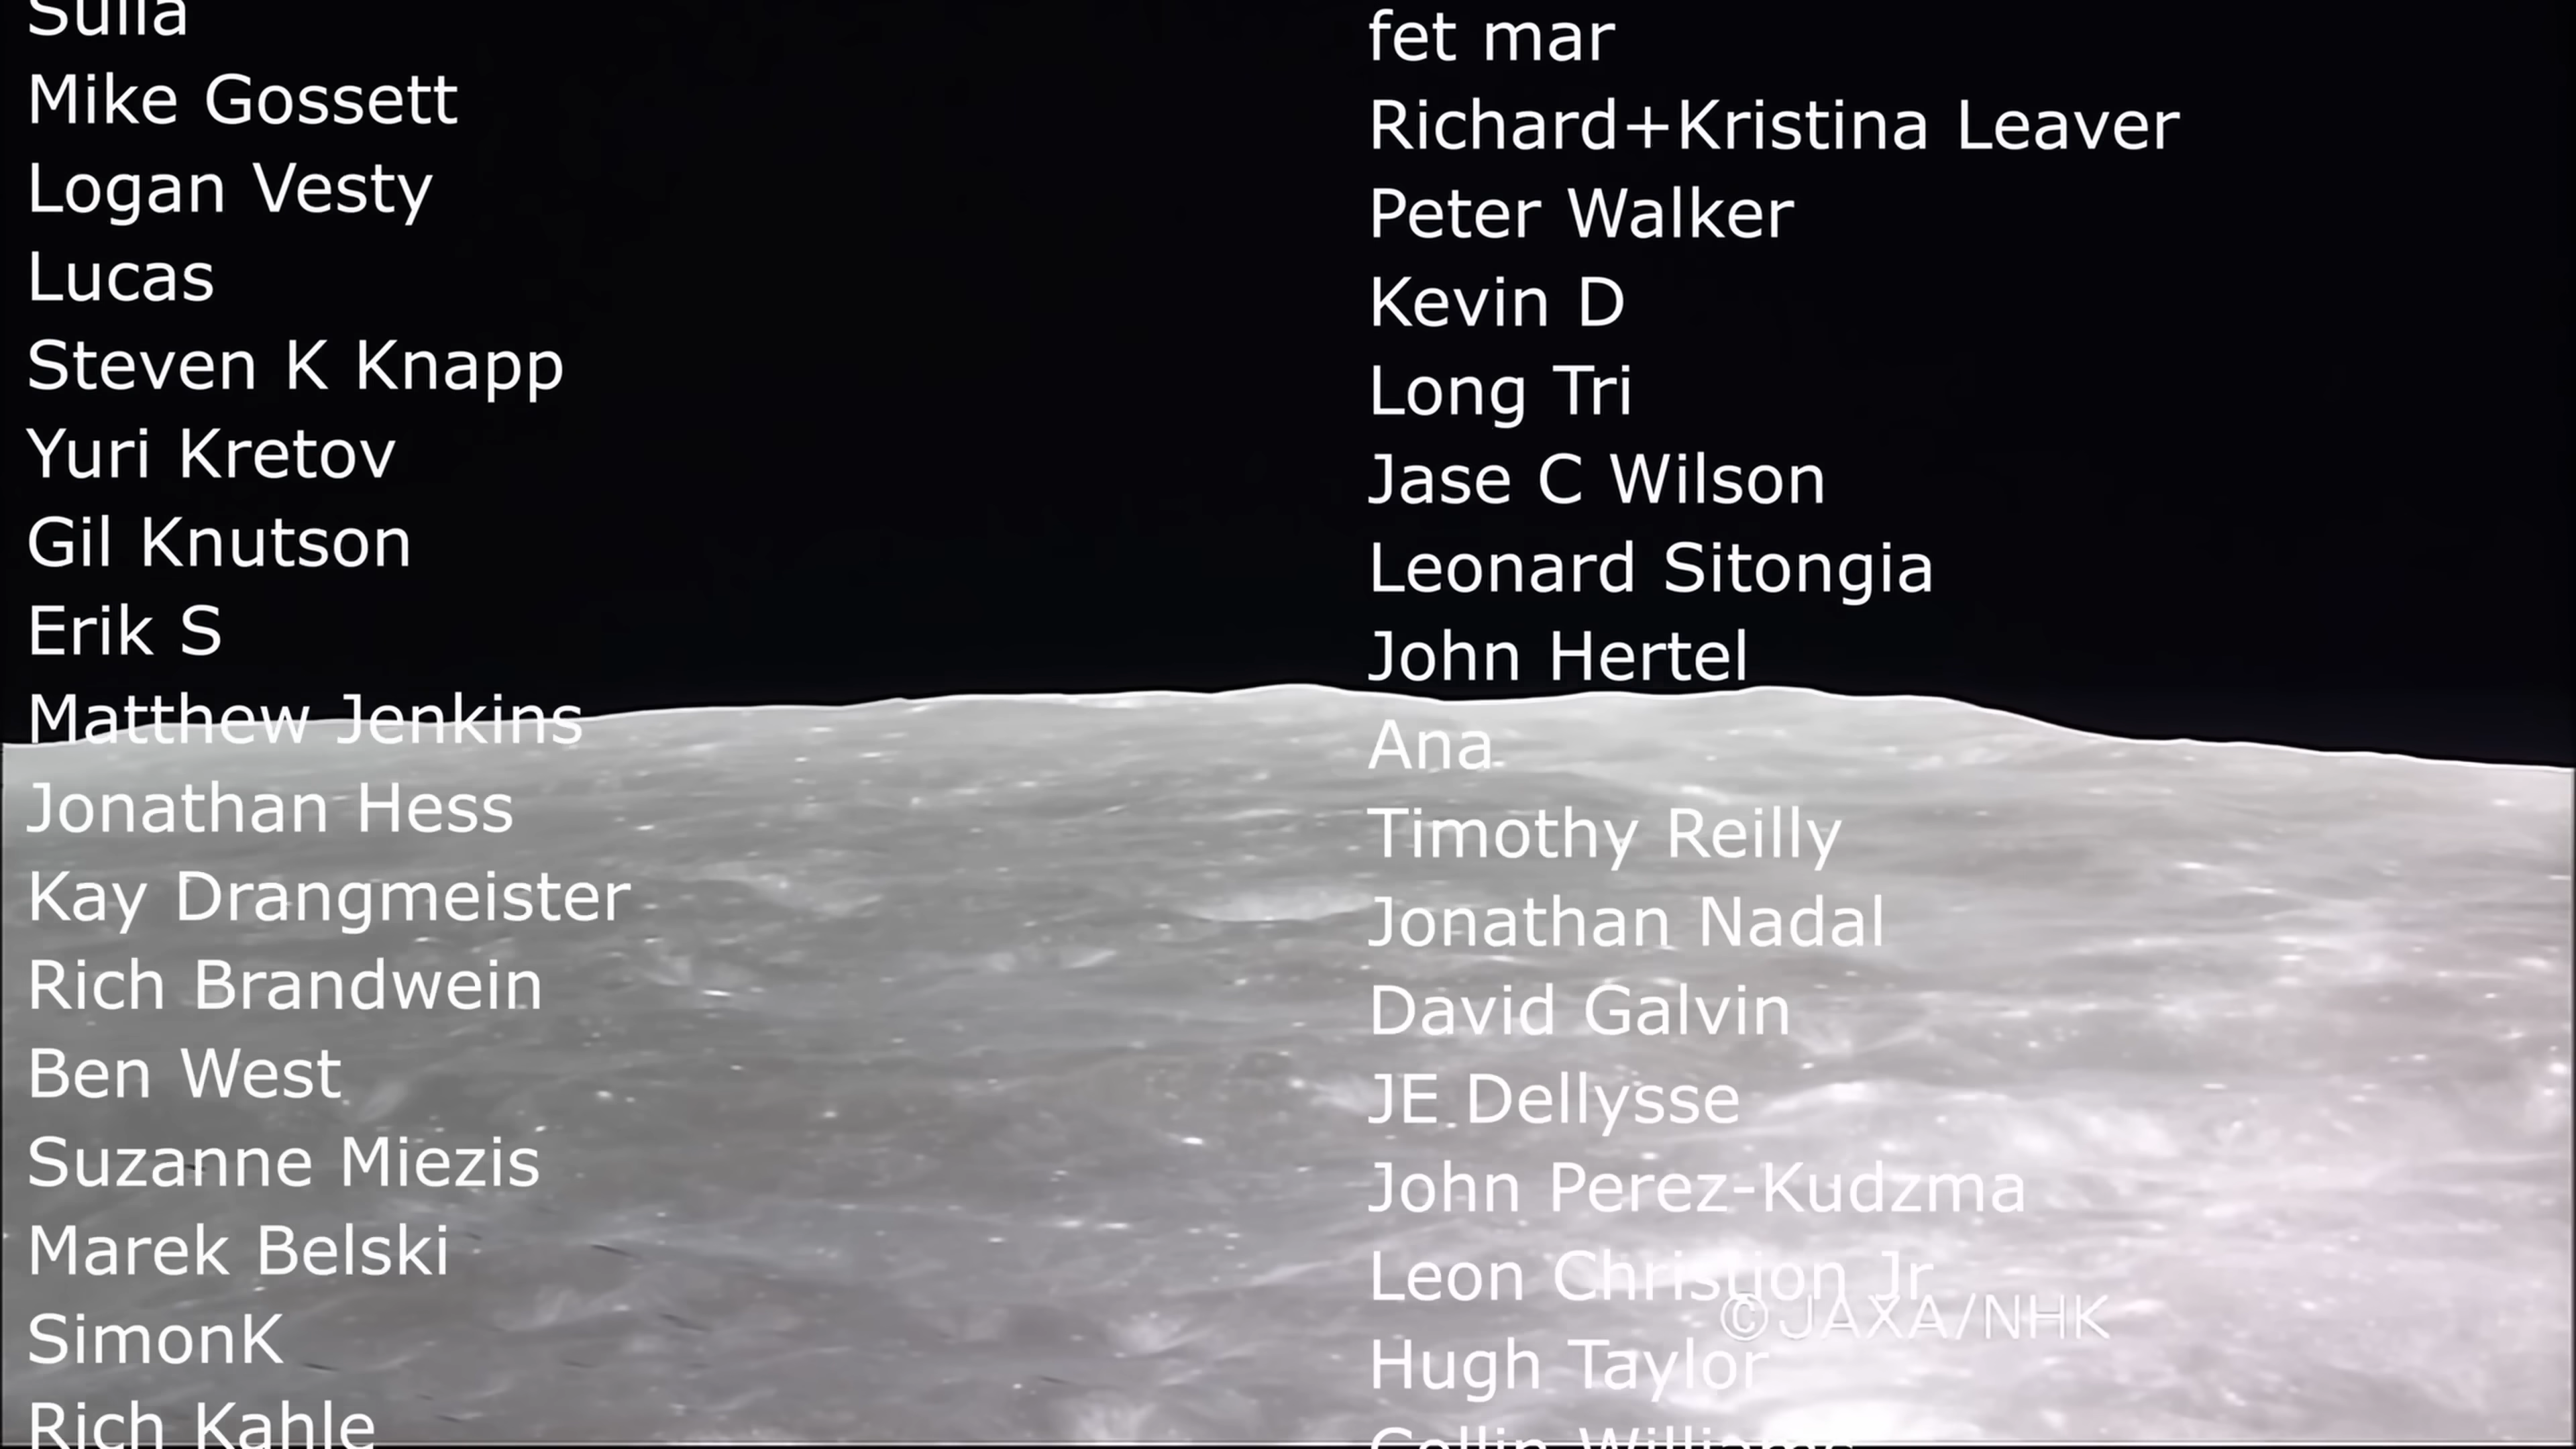 Mike Gossett
Logan Vesty
Lucas
Steven K Knapp
Yuri Kretov
Gil Knutson
Erik S
Matthew Jenkins
Jonathan Hess
Kay Drangmeister
Rich Brandwein
Ben West
Suzanne Miezis
Marek Belski
SimonK
Rich Kahle
fet mar
Richard+Kristina Leaver
Peter Walker
Kevin D
Long Tri
Jase C Wilson
Leonard Sitongia
John Hertel
Ana
Timothy Reilly
Jonathan Nadal
David Galvin
JE Dellysse
John Perez-Kudzma
Leon Christion Jr
©JAXA/NHK
Hugh Taylor
Collin Williams